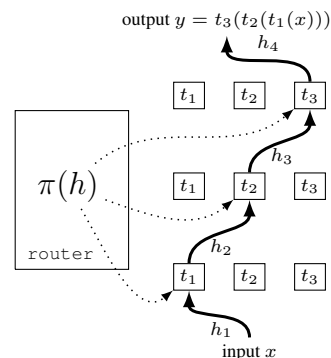 output y = t₃(t₂(t₁(x)))
h₄
t₁ t₂ t₃
h₃
π(h)
t₁ t₂ t₃
h₂
router
t₁ t₂ t₃
h₁
input x